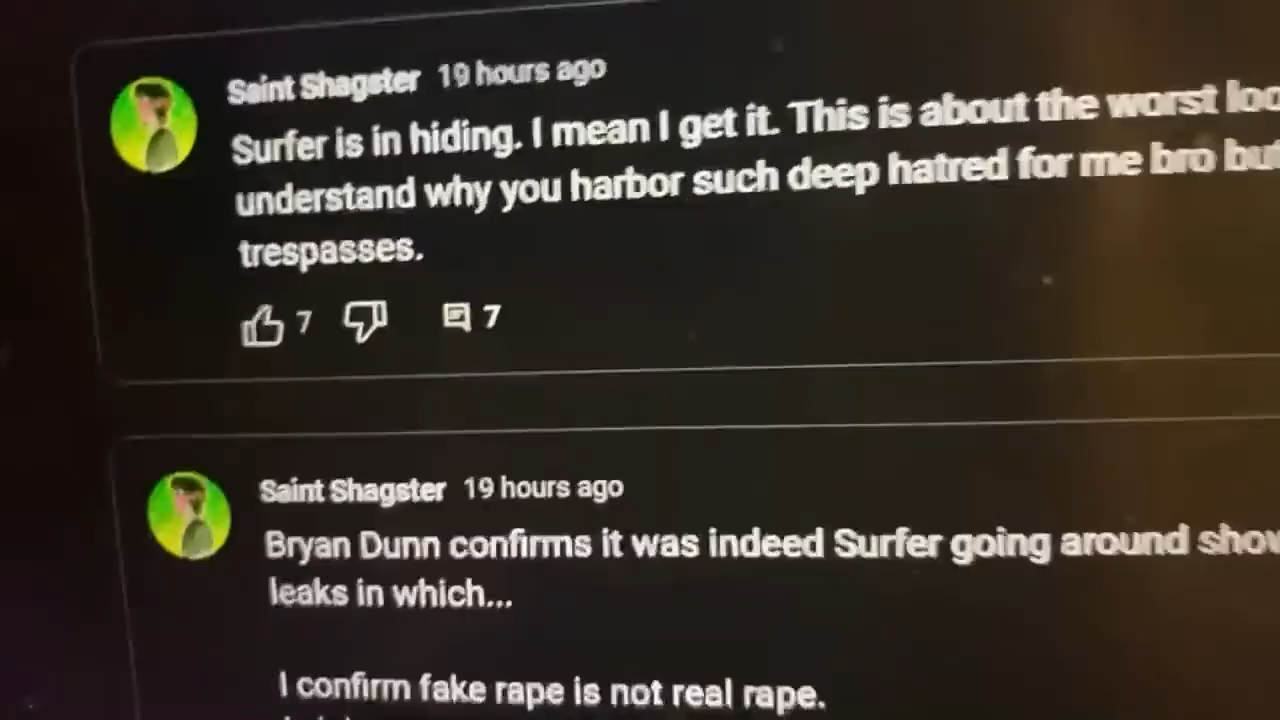 Saint Shagster 19 hours ago
Surfer is in hiding. I mean I get it. This is about the worst
understand why you harbor such deep hatred for me bro but
trespasses.
7 7
Saint Shagster 19 hours ago
Bryan Dunn confirms it was indeed Surfer going around
leaks in which...
I confirm fake rape is not real rape.